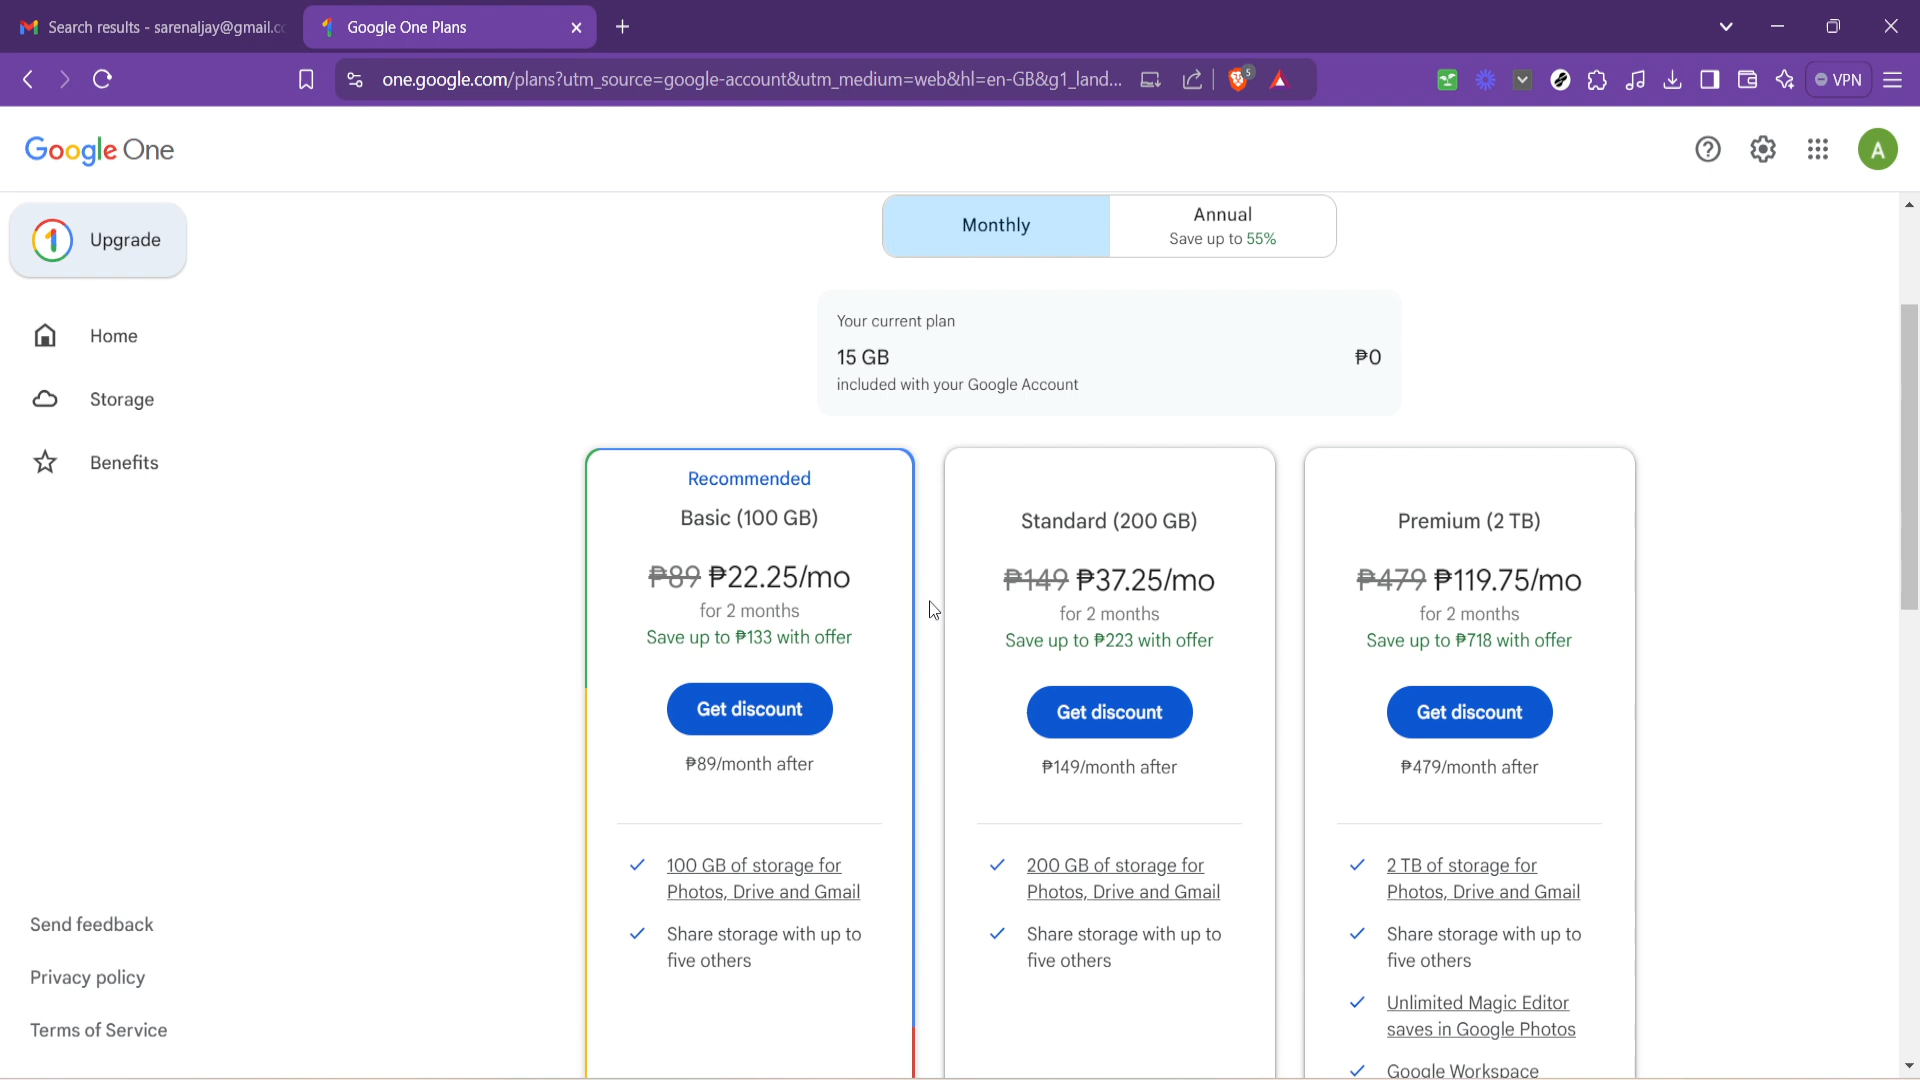 Search results - sarenaljay@gmail.cc
Google One Plans
one.google.com/plans?utm_source=google-account&utm_medium=web&hl=en-GB&g1_land...
5
VPN
Google One
A
Upgrade
Home
Storage
Benefits
Send feedback
Privacy policy
Terms of Service
Monthly
Annual
Save up to 55%
Your current plan
15 GB
₱0
included with your Google Account
Recommended
Basic (100 GB)
₱89 ₱22.25/mo
for 2 months
Save up to ₱133 with offer
Get discount
₱89/month after
100 GB of storage for
Photos, Drive and Gmail
Share storage with up to
five others
Standard (200 GB)
₱149 ₱37.25/mo
for 2 months
Save up to ₱223 with offer
Get discount
₱149/month after
200 GB of storage for
Photos, Drive and Gmail
Share storage with up to
five others
Premium (2 TB)
₱479 ₱119.75/mo
for 2 months
Save up to ₱718 with offer
Get discount
₱479/month after
2 TB of storage for
Photos, Drive and Gmail
Share storage with up to
five others
Unlimited Magic Editor
saves in Google Photos
Google Workspace